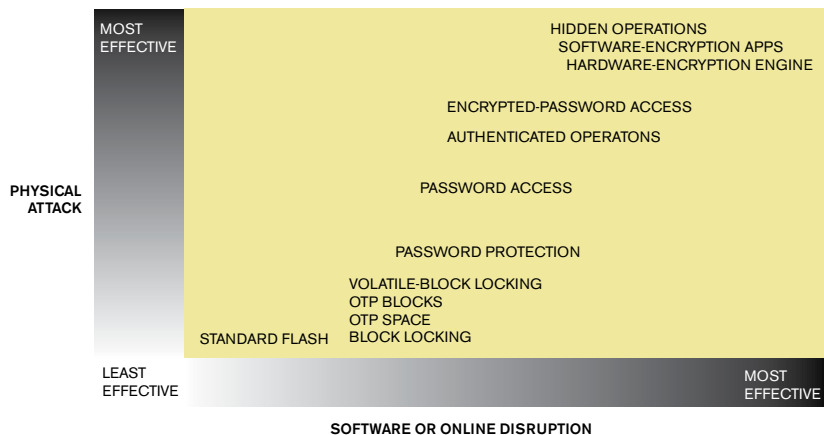 MOST
EFFECTIVE
HIDDEN OPERATIONS
SOFTWARE-ENCRYPTION APPS
HARDWARE-ENCRYPTION ENGINE
ENCRYPTED-PASSWORD ACCESS
AUTHENTICATED OPERATONS
PHYSICAL
ATTACK
PASSWORD ACCESS
PASSWORD PROTECTION
VOLATILE-BLOCK LOCKING
OTP BLOCKS
OTP SPACE
STANDARD FLASH
BLOCK LOCKING
LEAST
EFFECTIVE
MOST
EFFECTIVE
SOFTWARE OR ONLINE DISRUPTION